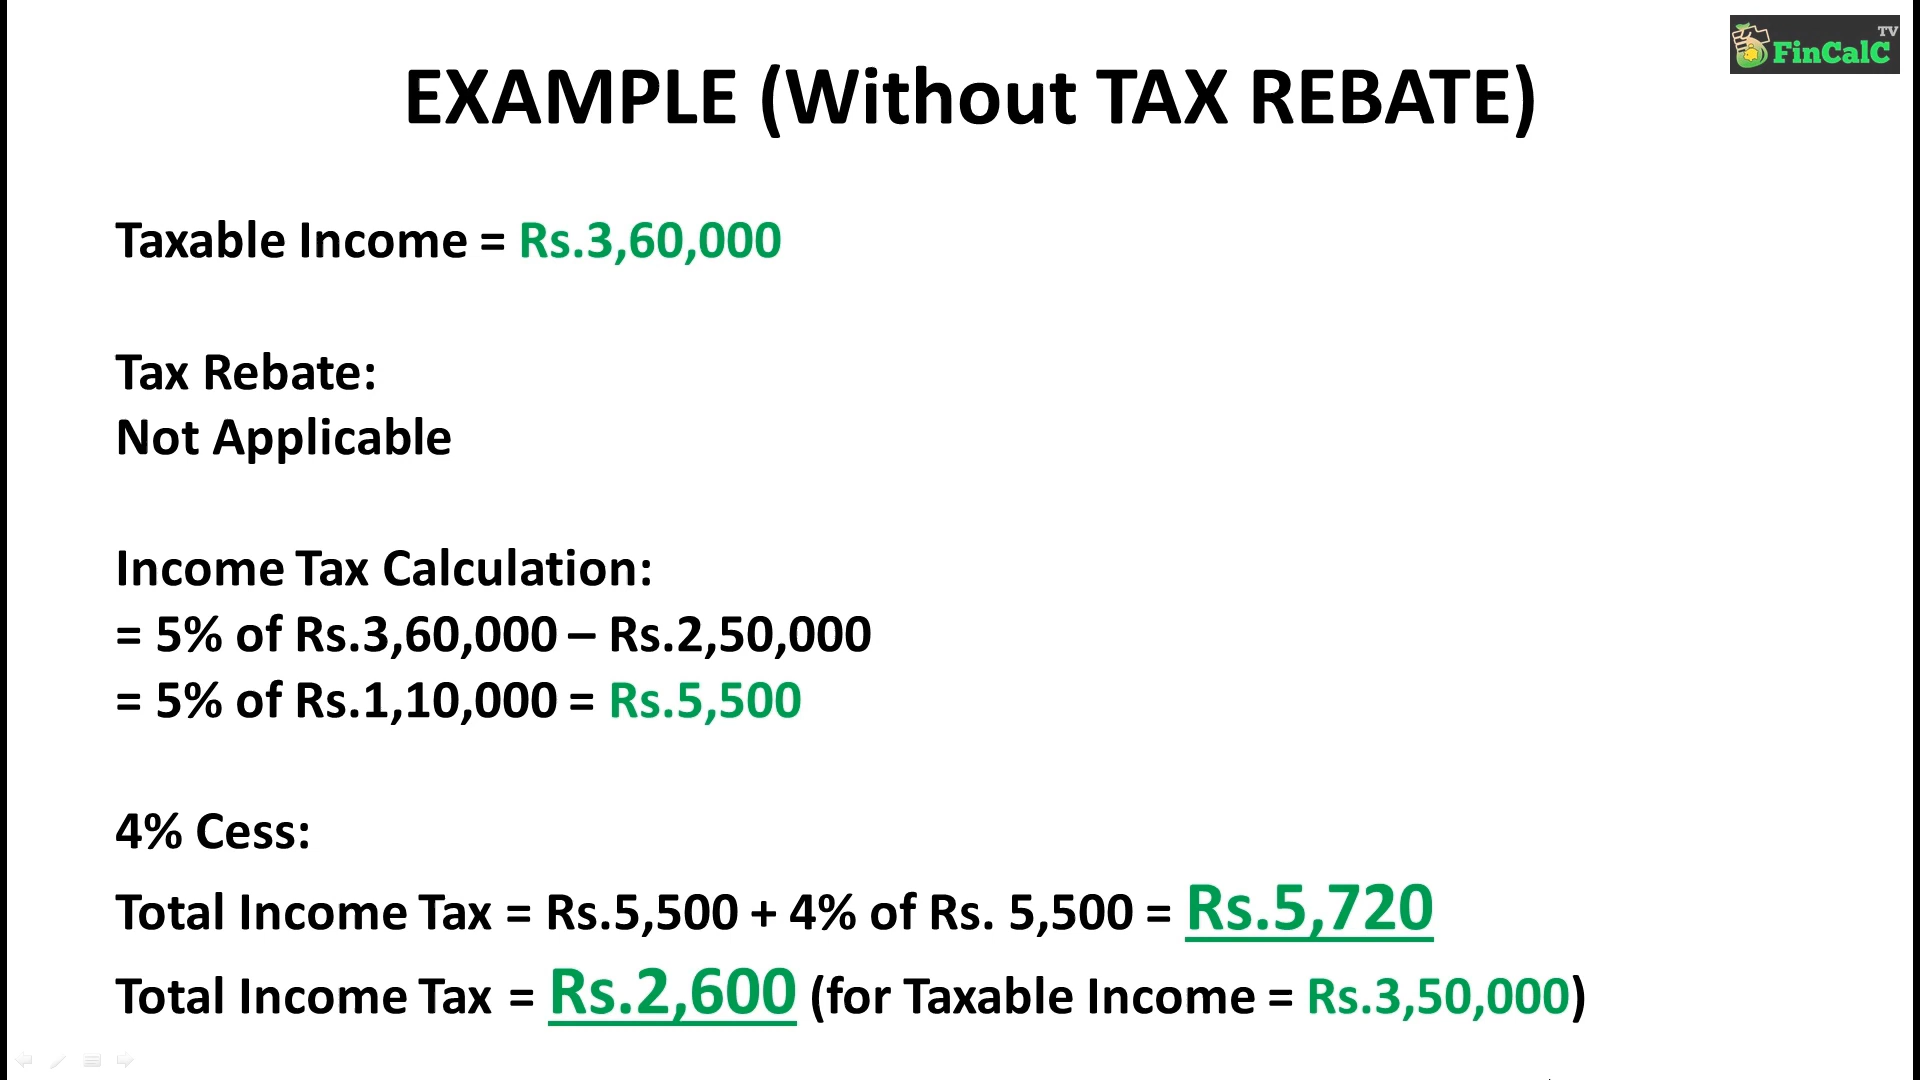 TV
FinCalC
EXAMPLE (Without TAX REBATE)
Taxable Income = Rs.3,60,000
Tax Rebate:
Not Applicable
Income Tax Calculation:
= 5% of Rs.3,60,000 – Rs.2,50,000
= 5% of Rs.1,10,000 = Rs.5,500
4% Cess:
Total Income Tax = Rs.5,500 + 4% of Rs. 5,500 = Rs.5,720
Total Income Tax = Rs.2,600 (for Taxable Income = Rs.3,50,000)